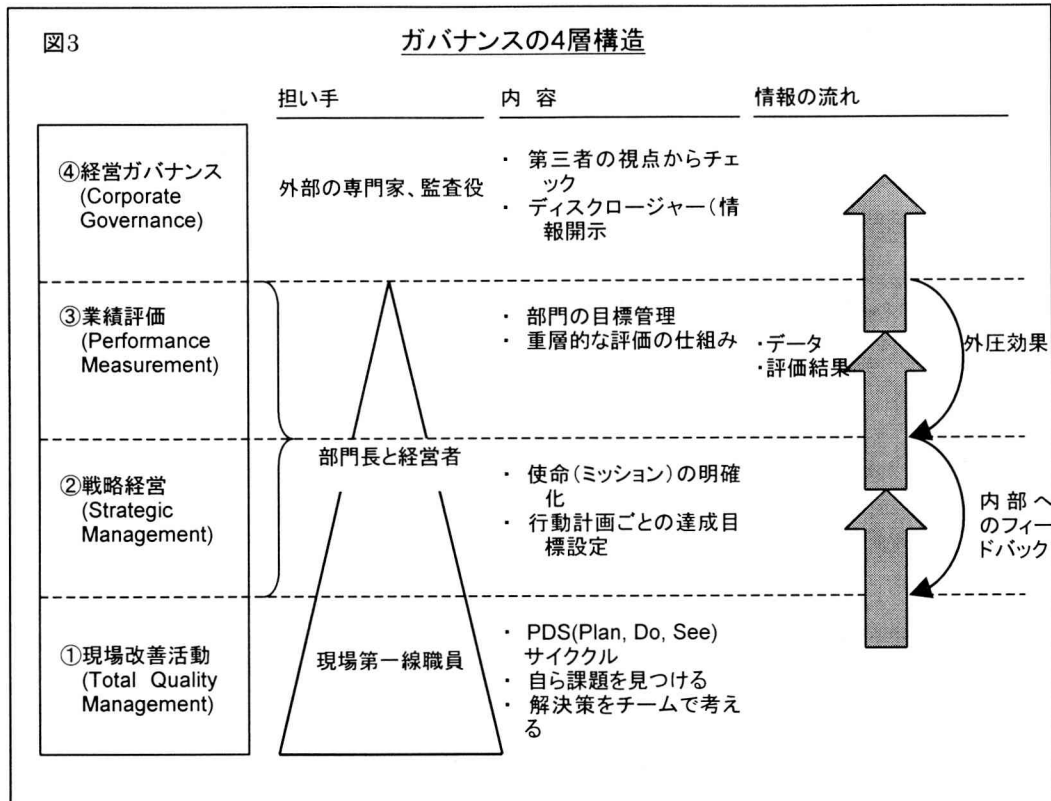 図3
ガバナンスの4層構造
担い手
内 容
情報の流れ
④経営ガバナンス
(Corporate
Governance)
外部の専門家、監査役
・ 第三者の視点からチェ
ック
・ ディスクロージャー(情
報開示
③業績評価
(Performance
Measurement)
・ 部門の目標管理
・ 重層的な評価の仕組み
・データ
・評価結果
外圧効果
部門長と経営者
②戦略経営
(Strategic
Management)
・ 使命(ミッション)の明確
化
・ 行動計画ごとの達成目
標設定
内部へ
のフィー
ドバック
①現場改善活動
(Total Quality
Management)
現場第一線職員
・ PDS(Plan, Do, See)
サイククル
・ 自ら課題を見つける
・ 解決策をチームで考え
る